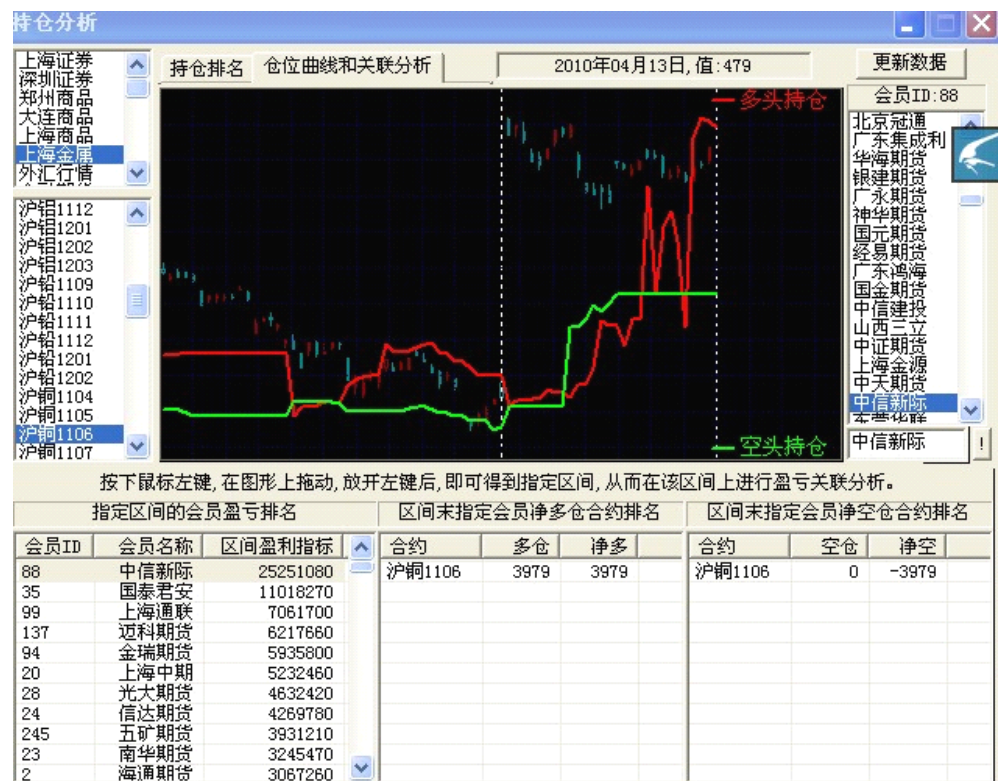 持仓分析
上海证券
深圳证券
郑州商品
大连商品
上海商品
上海金属
外汇行情
持仓排名
仓位曲线和关联分析
2010年04月13日, 值:479
更新数据
沪铝1112
沪铝1201
沪铝1202
沪铝1203
沪铅1109
沪铅1110
沪铅1111
沪铅1112
沪铅1201
沪铅1202
沪铜1104
沪铜1105
沪铜1106
沪铜1107
多头持仓
空头持仓
会员ID:88
北京冠通
广东集成利
华海期货
银建期货
广永期货
神华期货
国元期货
经易期货
广东鸿海
国金期货
中信建投
山西三立
中证期货
上海金源
中天期货
中信新际
东莞华联
中信新际 !
按下鼠标左键, 在图形上拖动, 放开左键后, 即可得到指定区间, 从而在该区间上进行盈亏关联分析。
指定区间的会员盈亏排名
会员ID 会员名称 区间盈利指标
88 中信新际 25251080
35 国泰君安 11018270
99 上海通联 7061700
137 迈科期货 6217660
94 金瑞期货 5935800
20 上海中期 5232460
28 光大期货 4632420
24 信达期货 4269780
245 五矿期货 3931210
23 南华期货 3245470
2 海通期货 3067260
区间末指定会员净多仓合约排名
合约 多仓 净多
沪铜1106 3979 3979
区间末指定会员净空仓合约排名
合约 空仓 净空
沪铜1106 0 -3979